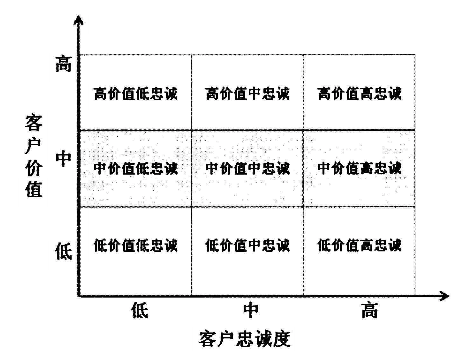 高
高价值低忠诚 高价值中忠诚 高价值高忠诚
客户价值
中
中价值低忠诚 中价值中忠诚 中价值高忠诚
低
低价值低忠诚 低价值中忠诚 低价值高忠诚
低 中 高
客户忠诚度